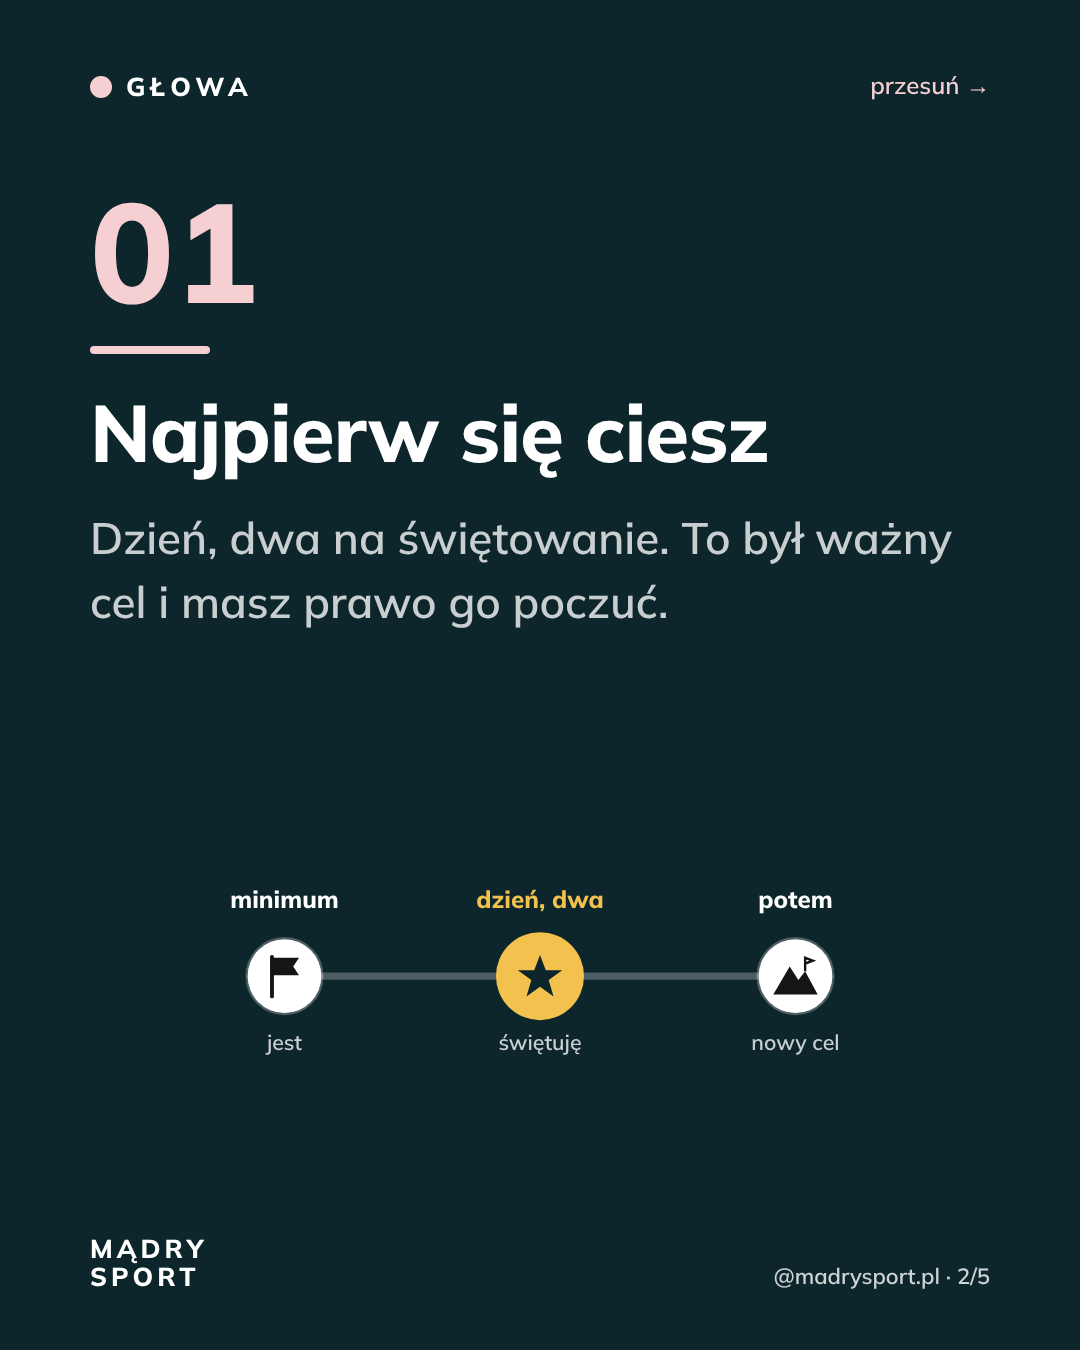 GŁOWA
przesuń →
01
Najpierw się ciesz
Dzień, dwa na świętowanie. To był ważny
cel i masz prawo go poczuć.
minimum
dzień, dwa
potem
jest
świętuję
nowy cel
MĄDRY
SPORT
@madrysport.pl · 2/5